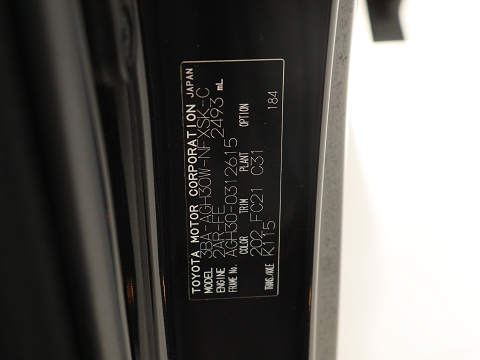 TOYOTA MOTOR CORPORATION JAPAN
MODEL 3BA-AGH30W-NFXSK-C
ENGINE 2AR-FE 2493 mL
FRAME No. AGH30-0312615
COLOR TRIM PLANT OPTION
202 FC21 C31 184
TRANS/AXLE K115